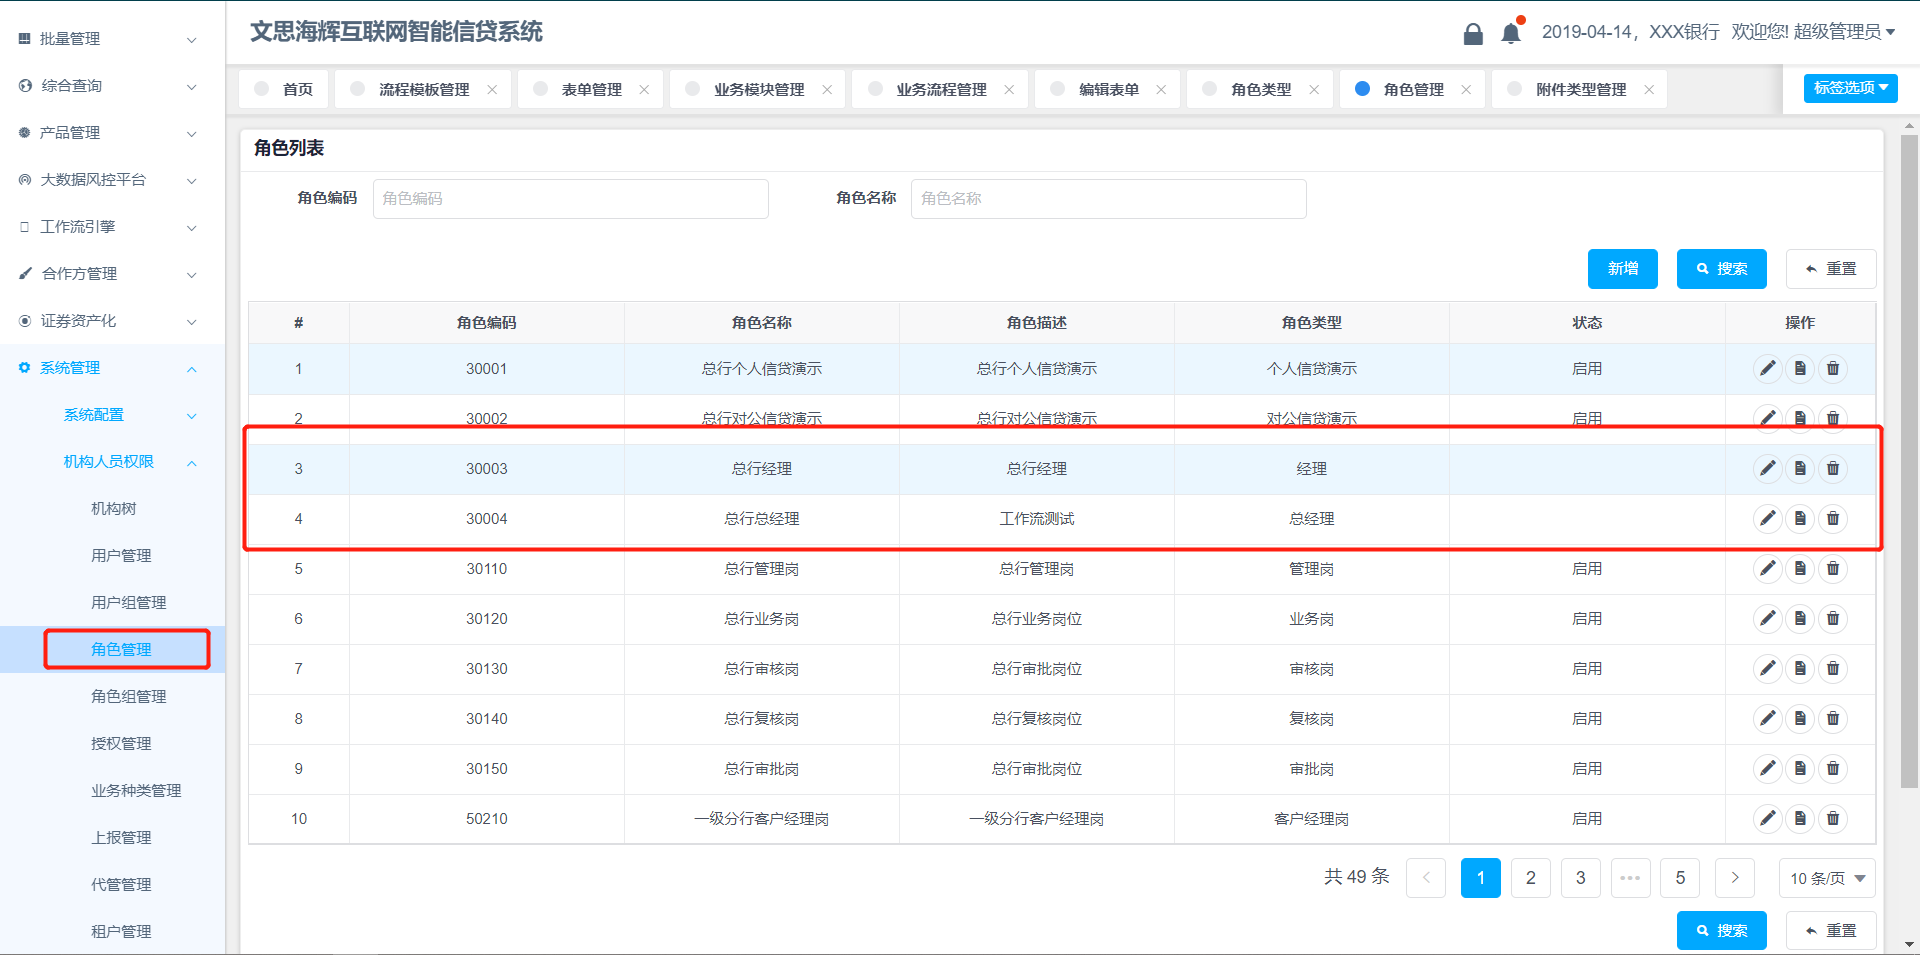 文思海辉互联网智能信贷系统
2019-04-14，XXX银行 欢迎您! 超级管理员
批量管理
综合查询
产品管理
大数据风控平台
工作流引擎
合作方管理
证券资产化
系统管理
系统配置
机构人员权限
机构树
用户管理
用户组管理
角色管理
角色组管理
授权管理
业务种类管理
上报管理
代管管理
租户管理
首页 流程模板管理 表单管理 业务模块管理 业务流程管理 编辑表单 角色类型 角色管理 附件类型管理 标签选项
角色列表
角色编码 角色编码 角色名称 角色名称
新增 搜索 重置
# 角色编码 角色名称 角色描述 角色类型 状态 操作
1 30001 总行个人信贷演示 总行个人信贷演示 个人信贷演示 启用
2 30002 总行对公信贷演示 总行对公信贷演示 对公信贷演示 启用
3 30003 总行经理 总行经理 经理
4 30004 总行总经理 工作流测试 总经理
5 30110 总行管理岗 总行管理岗 管理岗 启用
6 30120 总行业务岗 总行业务岗位 业务岗 启用
7 30130 总行审核岗 总行审批岗位 审核岗 启用
8 30140 总行复核岗 总行复核岗位 复核岗 启用
9 30150 总行审批岗 总行审批岗位 审批岗 启用
10 50210 一级分行客户经理岗 一级分行客户经理岗 客户经理岗 启用
共 49 条 < 1 2 3 ••• 5 > 10 条/页
搜索 重置